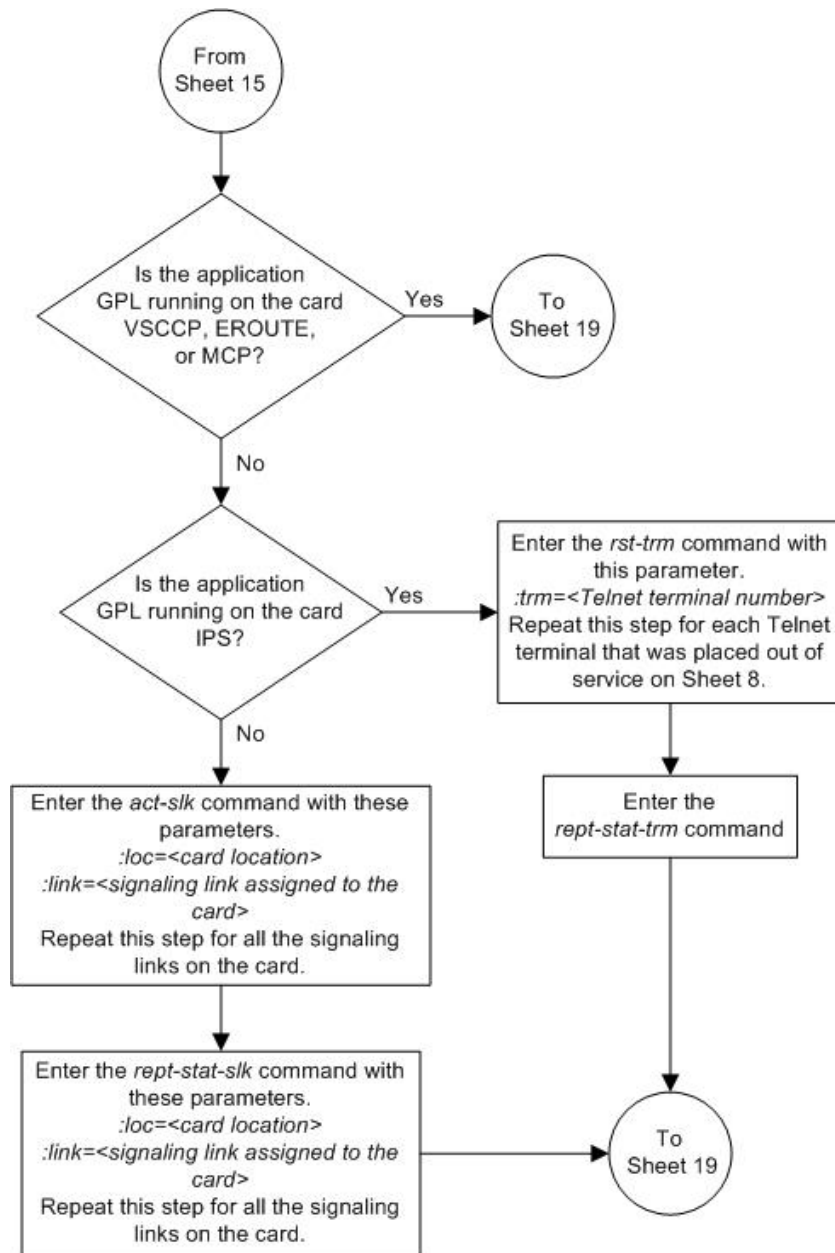 From
Sheet 15
Is the application
GPL running on the card
VSCCP, EROUTE,
or MCP?
Yes
To
Sheet 19
No
Is the application
GPL running on the card
IPS?
Yes
Enter the rst-trm command with
this parameter.
:trm=<Telnet terminal number>
Repeat this step for each Telnet
terminal that was placed out of
service on Sheet 8.
No
Enter the act-slk command with these
parameters.
:loc=<card location>
:link=<signaling link assigned to the
card>
Repeat this step for all the signaling
links on the card.
Enter the
rept-stat-trm command
Enter the rept-stat-slk command with
these parameters.
:loc=<card location>
:link=<signaling link assigned to the
card>
Repeat this step for all the signaling
links on the card.
To
Sheet 19